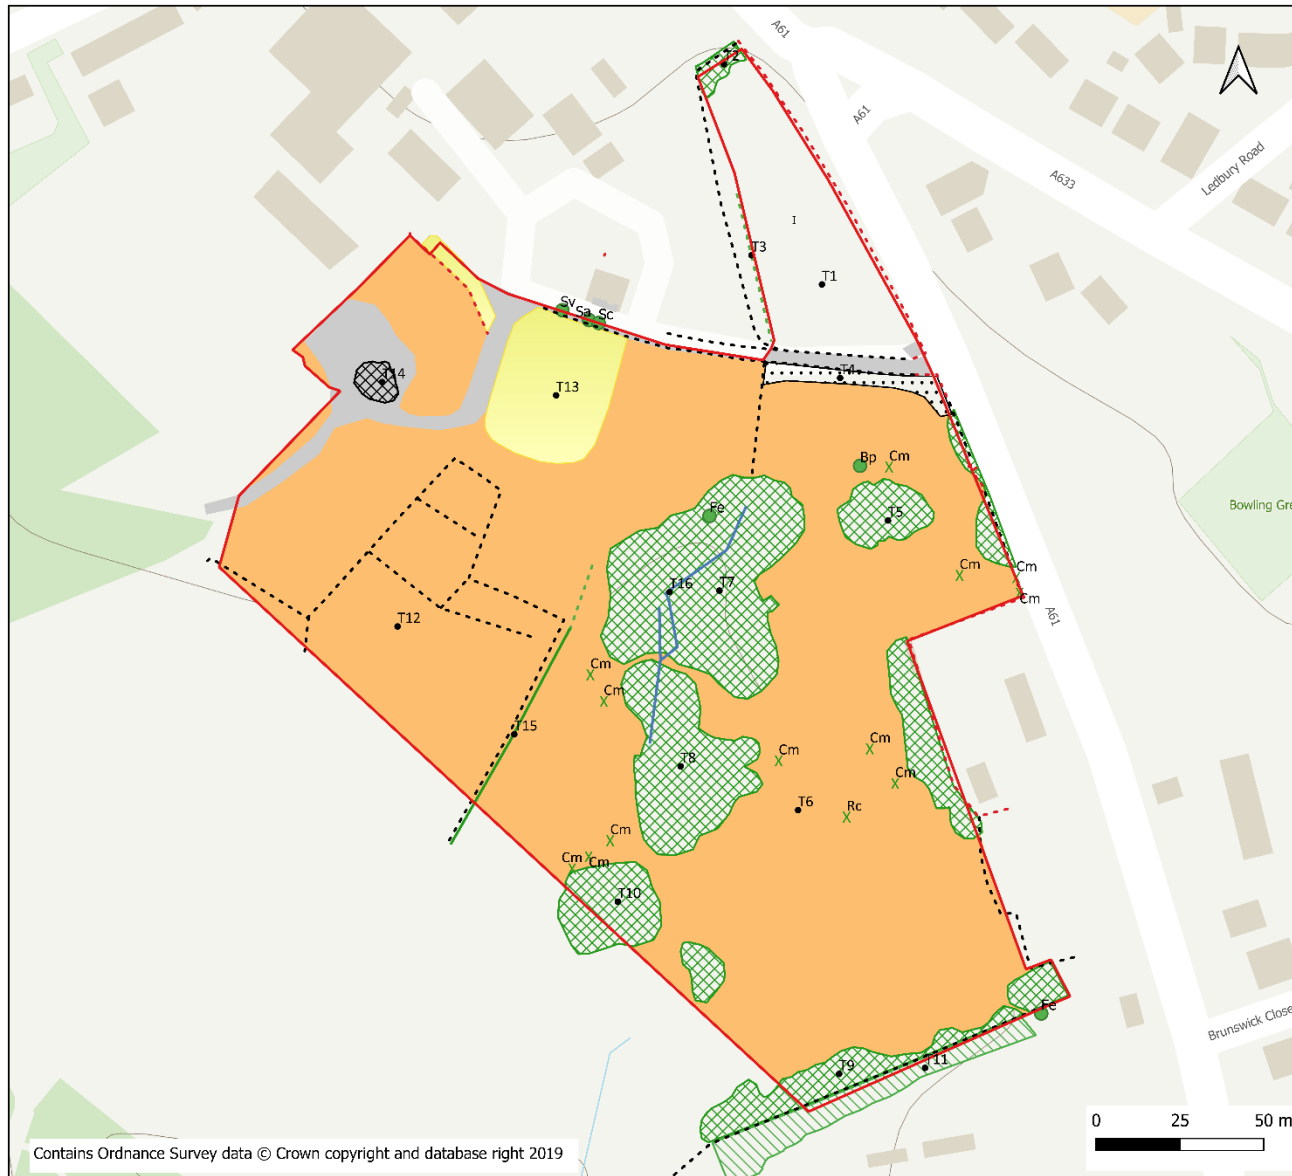 A61
T2
A61
A633
Ledbury Road
I
T3
T1
Sv
Sa
Sc
T14
T13
T4
Bp
Cm
Fe
T5
Bowling Gre
Cm
Cm
Cm
T16
T7
A61
T12
Cm
Cm
T15
Cm
Cm
T8
Cm
T6
Rc
Cm
Cm
Cm
T10
Fe
Brunswick Close
T9
T11
0 25 50 m
Contains Ordnance Survey data © Crown copyright and database right 2019